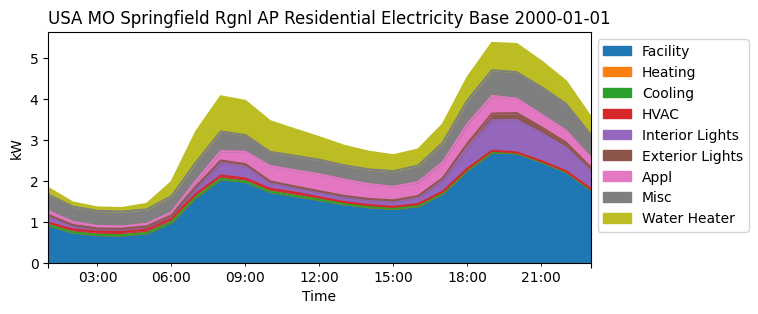 USA MO Springfield Rgnl AP Residential Electricity Base 2000-01-01
5
4
3
2
1
0
kW
03:00 06:00 09:00 12:00 15:00 18:00 21:00
Time
Facility
Heating
Cooling
HVAC
Interior Lights
Exterior Lights
Appl
Misc
Water Heater